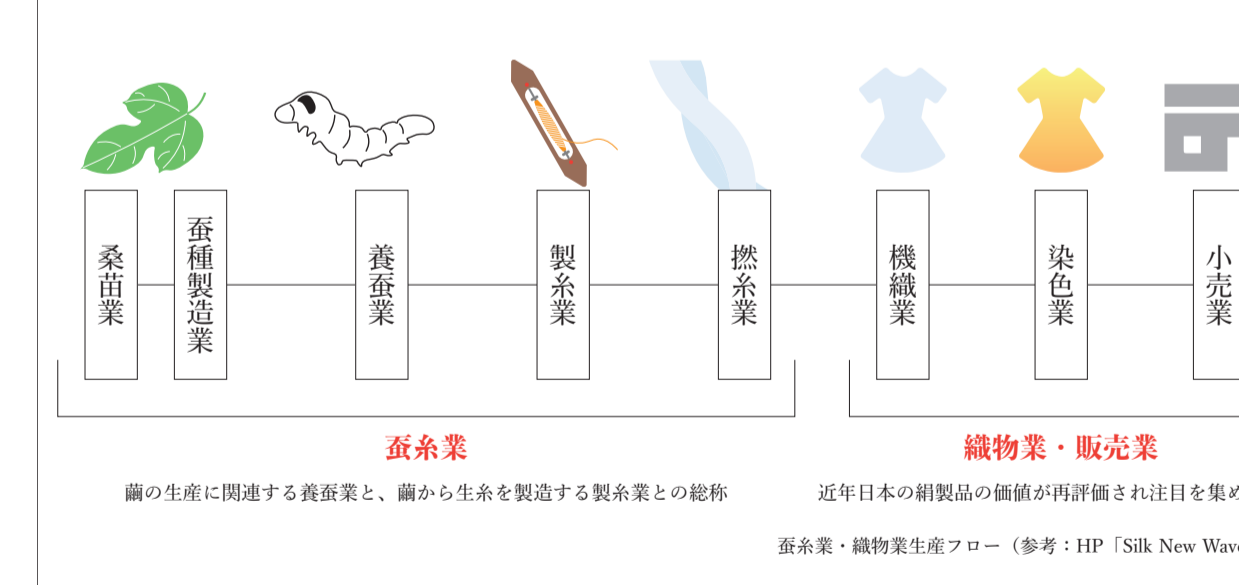 桑苗業
蚕種製造業
養蚕業
製糸業
撚糸業
機織業
染色業
小売業
蚕糸業
繭の生産に関連する養蚕業と、繭から生糸を製造する製糸業との総称
織物業・販売業
近年日本の絹製品の価値が再評価され注目を集め
蚕糸業・織物業生産フロー（参考：HP「Silk New Wave